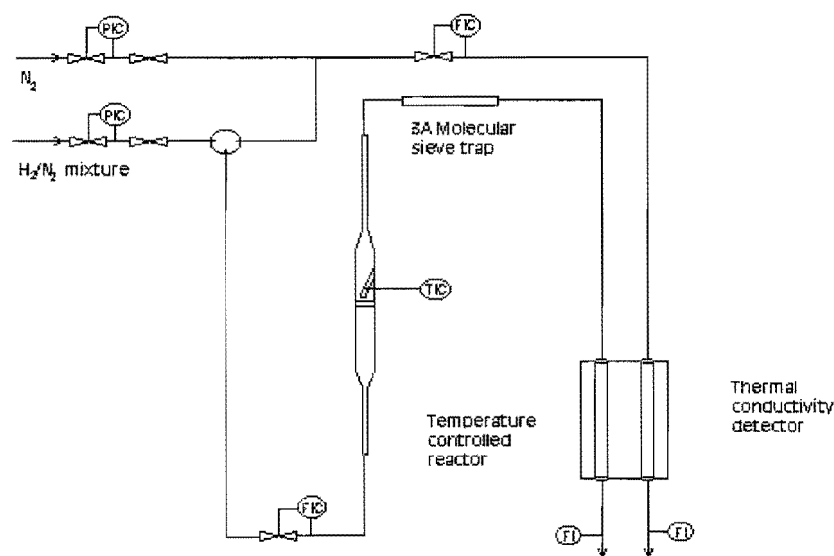 PIC
FIC
N2
PIC
3A Molecular
sieve trap
H2/N2 mixture
TIC
Thermal
conductivity
detector
Temperature
controlled
reactor
FIC
FI
FI